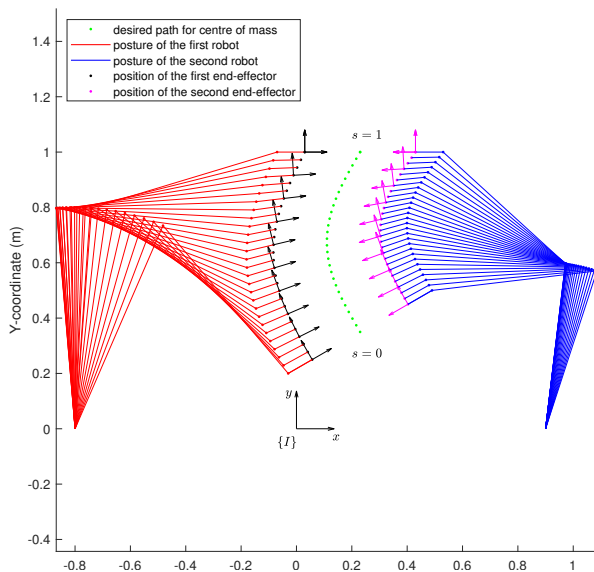 desired path for centre of mass
posture of the first robot
posture of the second robot
position of the first end-effector
position of the second end-effector
s = 1
s = 0
y
x
{I}
Y-coordinate (m)
1.4
1.2
1
0.8
0.6
0.4
0.2
0
-0.2
-0.4
-0.8 -0.6 -0.4 -0.2 0 0.2 0.4 0.6 0.8 1